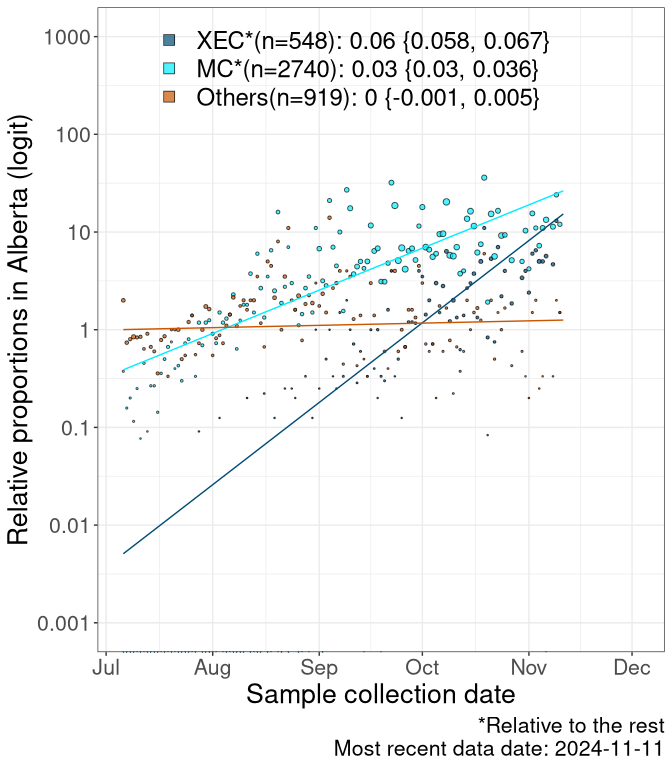 XEC*(n=548): 0.06 {0.058, 0.067}
MC*(n=2740): 0.03 {0.03, 0.036}
Others(n=919): 0 {-0.001, 0.005}
Relative proportions in Alberta (logit)
1000
100
10
1
0.1
0.01
0.001
Jul Aug Sep Oct Nov Dec
Sample collection date
*Relative to the rest
Most recent data date: 2024-11-11